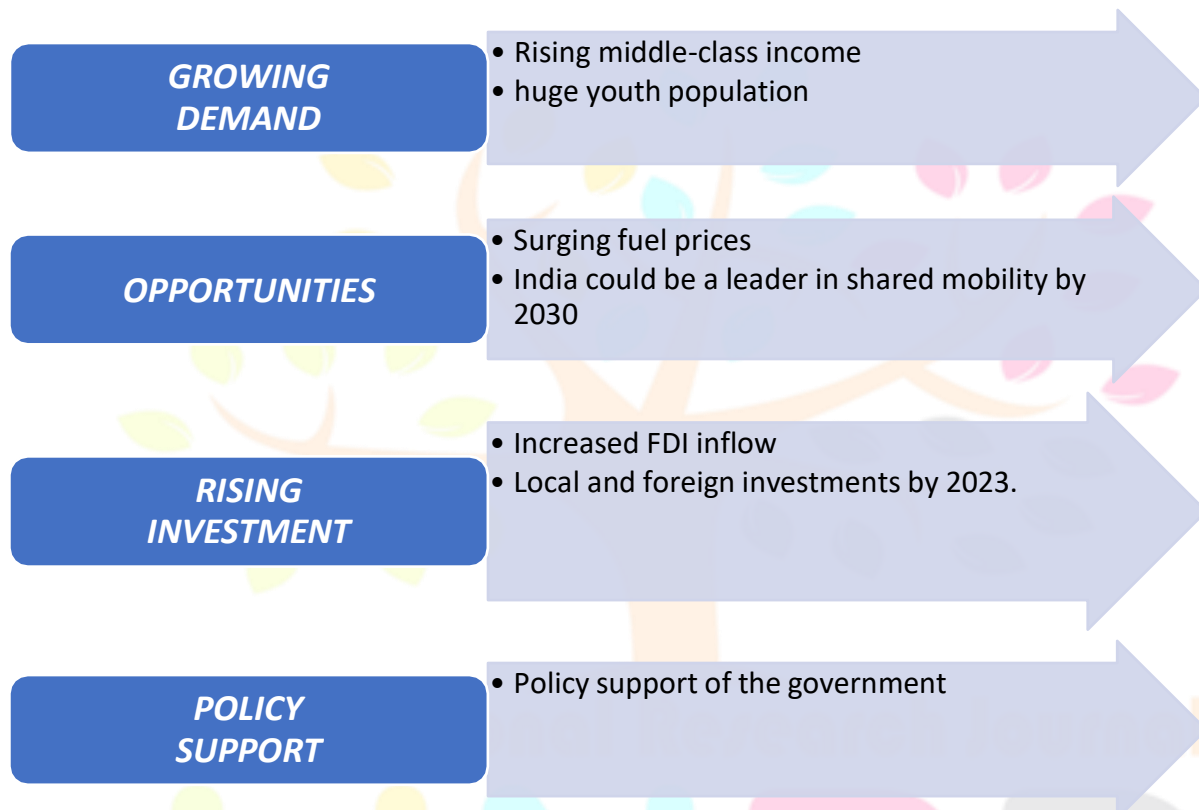 GROWING
DEMAND
• Rising middle-class income
• huge youth population
OPPORTUNITIES
• Surging fuel prices
• India could be a leader in shared mobility by
2030
RISING
INVESTMENT
• Increased FDI inflow
• Local and foreign investments by 2023.
POLICY
SUPPORT
• Policy support of the government
Research Journal